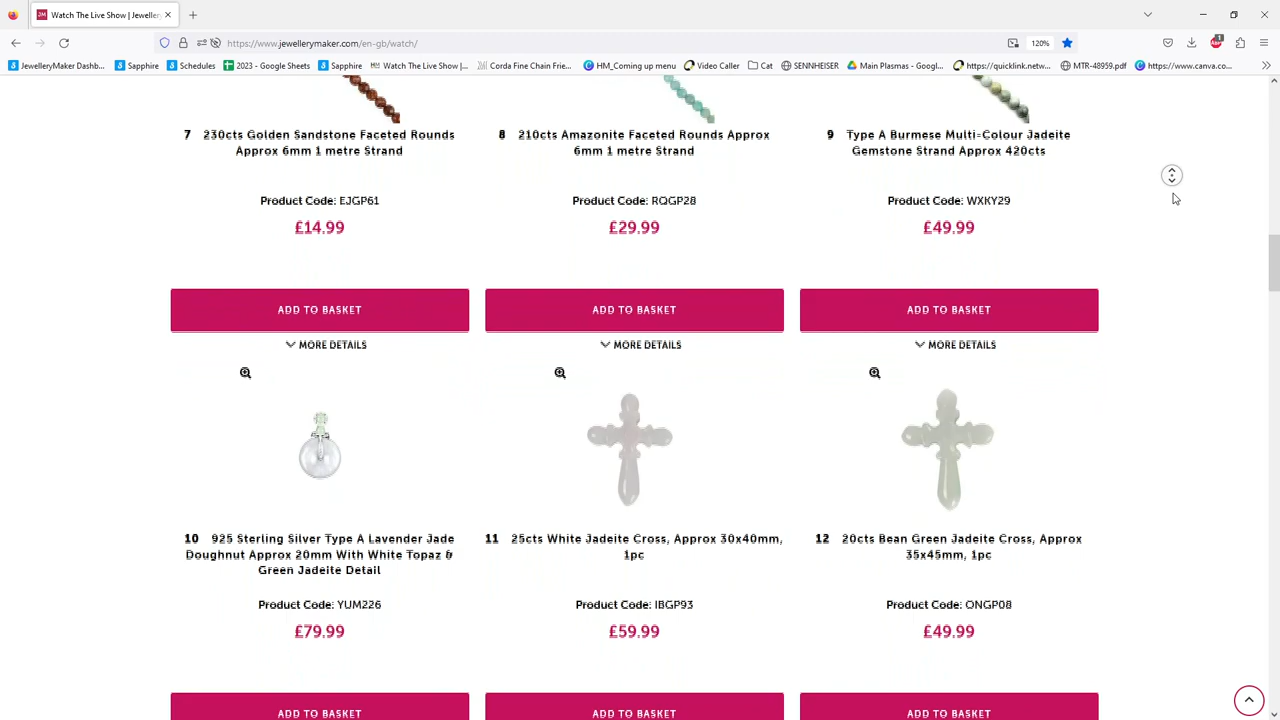 Watch The Live Show | Jewellery
https://www.jewellerymaker.com/en-gb/watch/
120%
1
JewelleryMaker Dashb...
Sapphire
Schedules
2023 - Google Sheets
Sapphire
Watch The Live Show |...
Corda Fine Chain Frie...
HM_Coming up menu
Video Caller
Cat
Main Plasmas - Googl...
SENNHEISER
https://quicklink.netw...
MTR-48959.pdf
https://www.canva.co...
7 230cts Golden Sandstone Faceted Rounds
Approx 6mm 1 metre Strand
Product Code: EJGP61
£14.99
ADD TO BASKET
MORE DETAILS
8 210cts Amazonite Faceted Rounds Approx
6mm 1 metre Strand
Product Code: RQGP28
£29.99
ADD TO BASKET
MORE DETAILS
9 Type A Burmese Multi-Colour Jadeite
Gemstone Strand Approx 420cts
Product Code: WXKY29
£49.99
ADD TO BASKET
MORE DETAILS
10 925 Sterling Silver Type A Lavender Jade
Doughnut Approx 20mm With White Topaz &
Green Jadeite Detail
Product Code: YUM226
£79.99
ADD TO BASKET
11 25cts White Jadeite Cross, Approx 30x40mm,
1pc
Product Code: IBGP93
£59.99
ADD TO BASKET
12 20cts Bean Green Jadeite Cross, Approx
35x45mm, 1pc
Product Code: ONGP08
£49.99
ADD TO BASKET